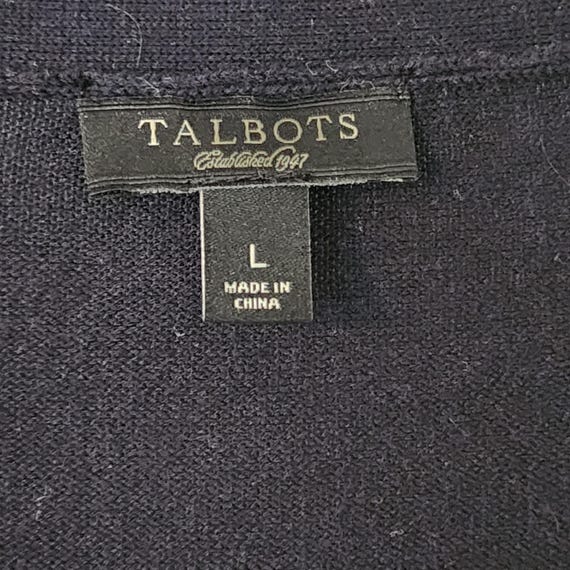 TALBOTS
Established 1947
L
MADE IN
CHINA